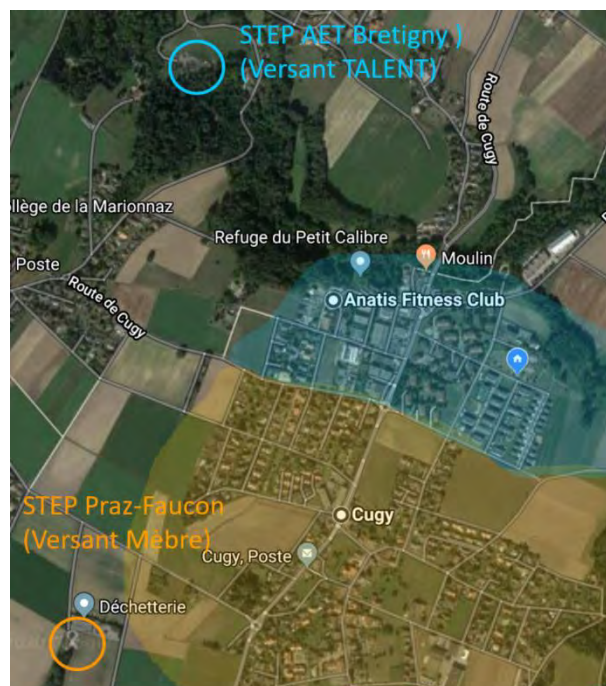 STEP AET Bretigny )
(Versant TALENT)
Route de Cugy
llège de la Marionnaz
Refuge du Petit Calibre
Moulin
Poste
Route de Cugy
Anatis Fitness Club
STEP Praz-Faucon
(Versant Mèbre)
Cugy
Cugy, Poste
Déchetterie